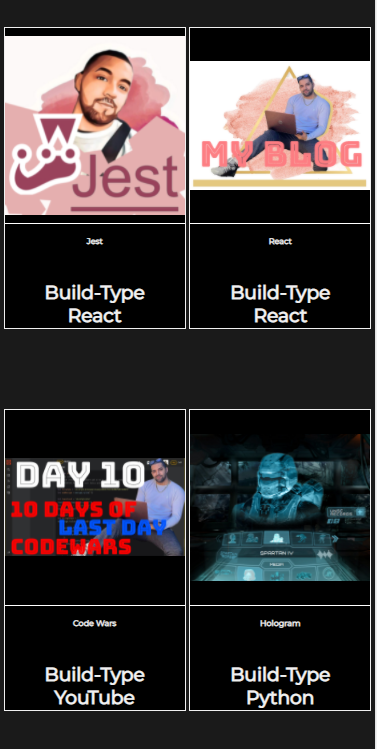 Jest
MY BLOG
Jest
React
Build-Type
React
Build-Type
React
DAY 10
10 DAYS OF
LAST DAY
CODEWARS
SPARTAN IV
Code Wars
Hologram
Build-Type
YouTube
Build-Type
Python